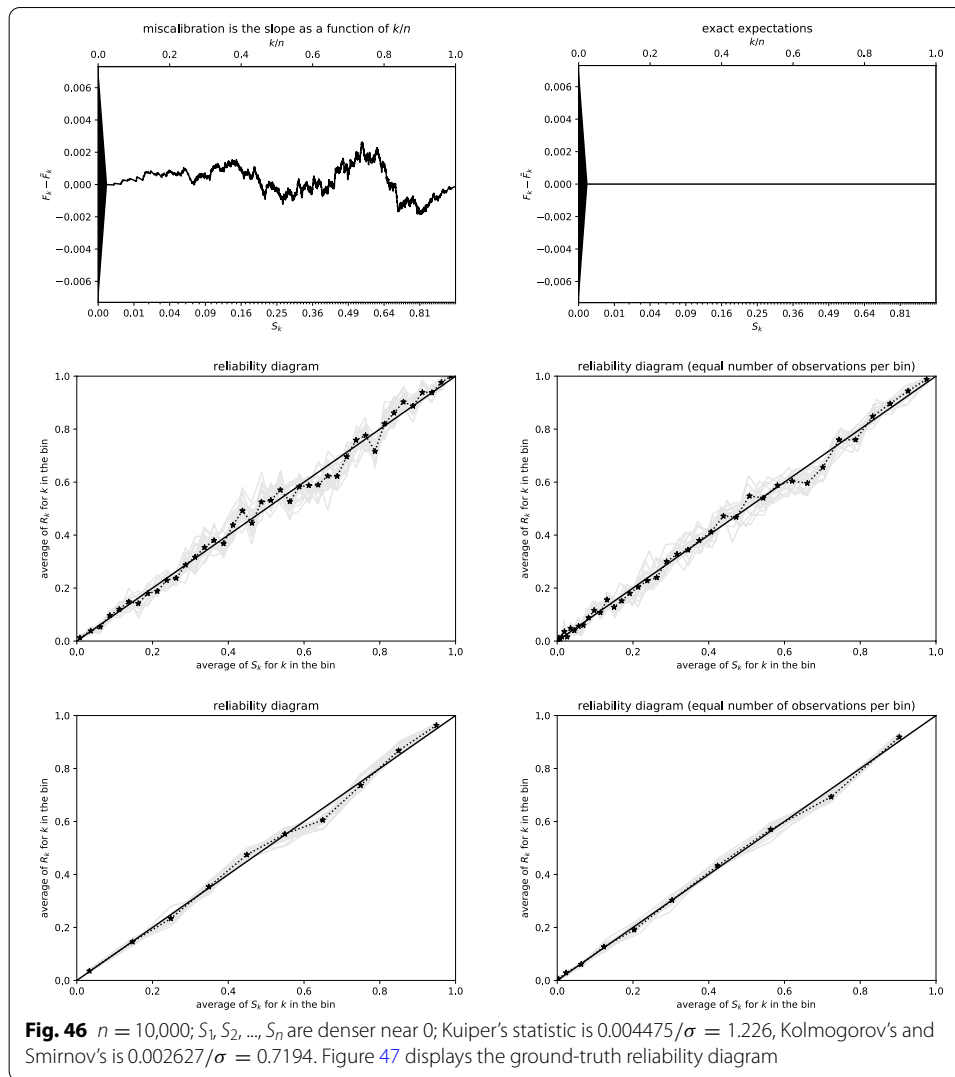 miscalibration is the slope as a function of k/n
k/n
0.0 0.2 0.4 0.6 0.8 1.0
0.006
0.004
0.002
0.000
−0.002
−0.004
−0.006
F_k − F̃_k
0.00 0.01 0.04 0.09 0.16 0.25 0.36 0.49 0.64 0.81
S_k
exact expectations
k/n
0.0 0.2 0.4 0.6 0.8 1.0
0.006
0.004
0.002
0.000
−0.002
−0.004
−0.006
F_k − F̃_k
0.00 0.01 0.04 0.09 0.16 0.25 0.36 0.49 0.64 0.81
S_k
reliability diagram
1.0
0.8
0.6
0.4
0.2
0.0
average of R_k for k in the bin
0.0 0.2 0.4 0.6 0.8 1.0
average of S_k for k in the bin
reliability diagram (equal number of observations per bin)
1.0
0.8
0.6
0.4
0.2
0.0
average of R_k for k in the bin
0.0 0.2 0.4 0.6 0.8 1.0
average of S_k for k in the bin
reliability diagram
1.0
0.8
0.6
0.4
0.2
0.0
average of R_k for k in the bin
0.0 0.2 0.4 0.6 0.8 1.0
average of S_k for k in the bin
reliability diagram (equal number of observations per bin)
1.0
0.8
0.6
0.4
0.2
0.0
average of R_k for k in the bin
0.0 0.2 0.4 0.6 0.8 1.0
average of S_k for k in the bin
Fig. 46 n = 10,000; S₁, S₂, ..., Sₙ are denser near 0; Kuiper's statistic is 0.004475/σ = 1.226, Kolmogorov's and
Smirnov's is 0.002627/σ = 0.7194. Figure 47 displays the ground-truth reliability diagram